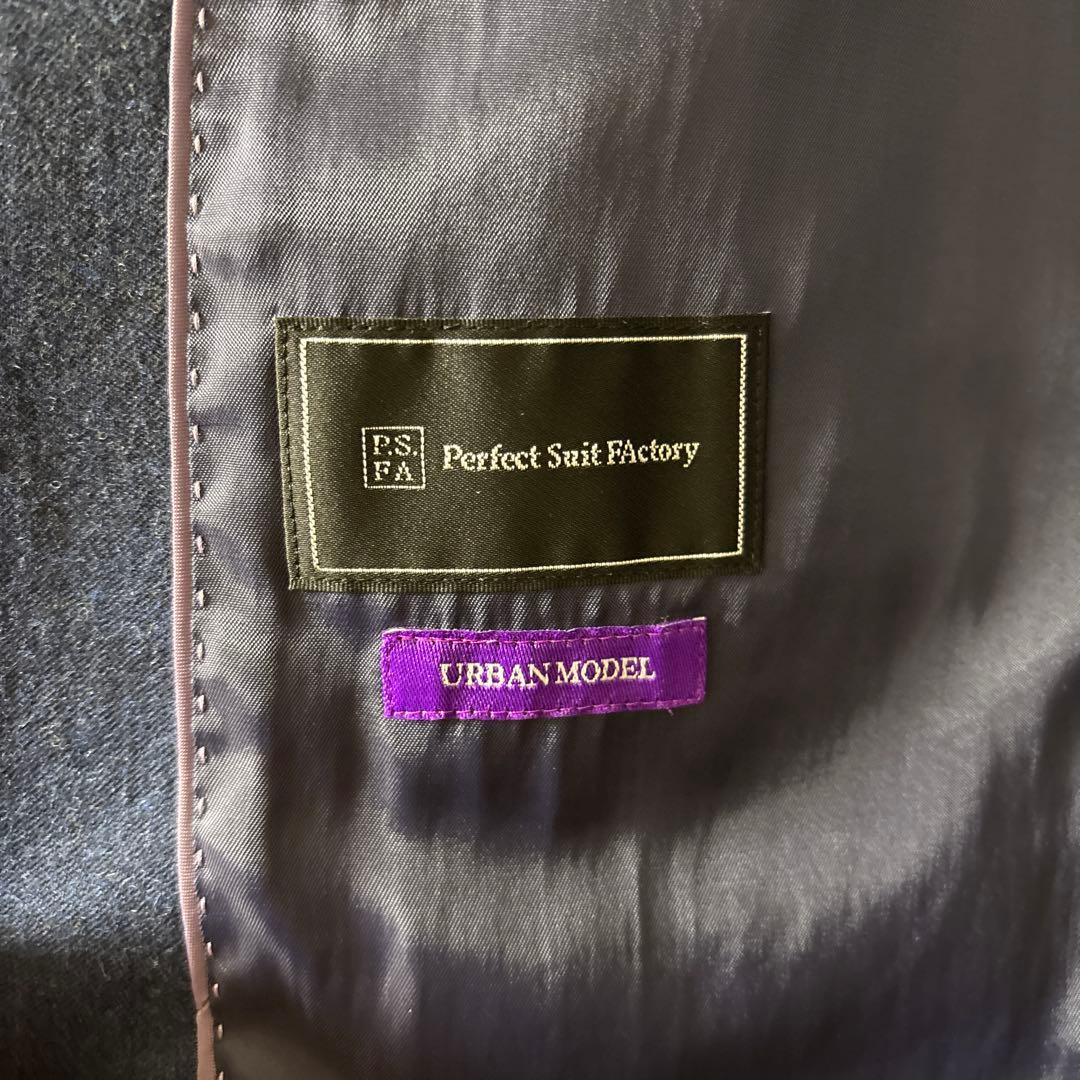 P.S.
FA
Perfect Suit FActory
URBAN MODEL